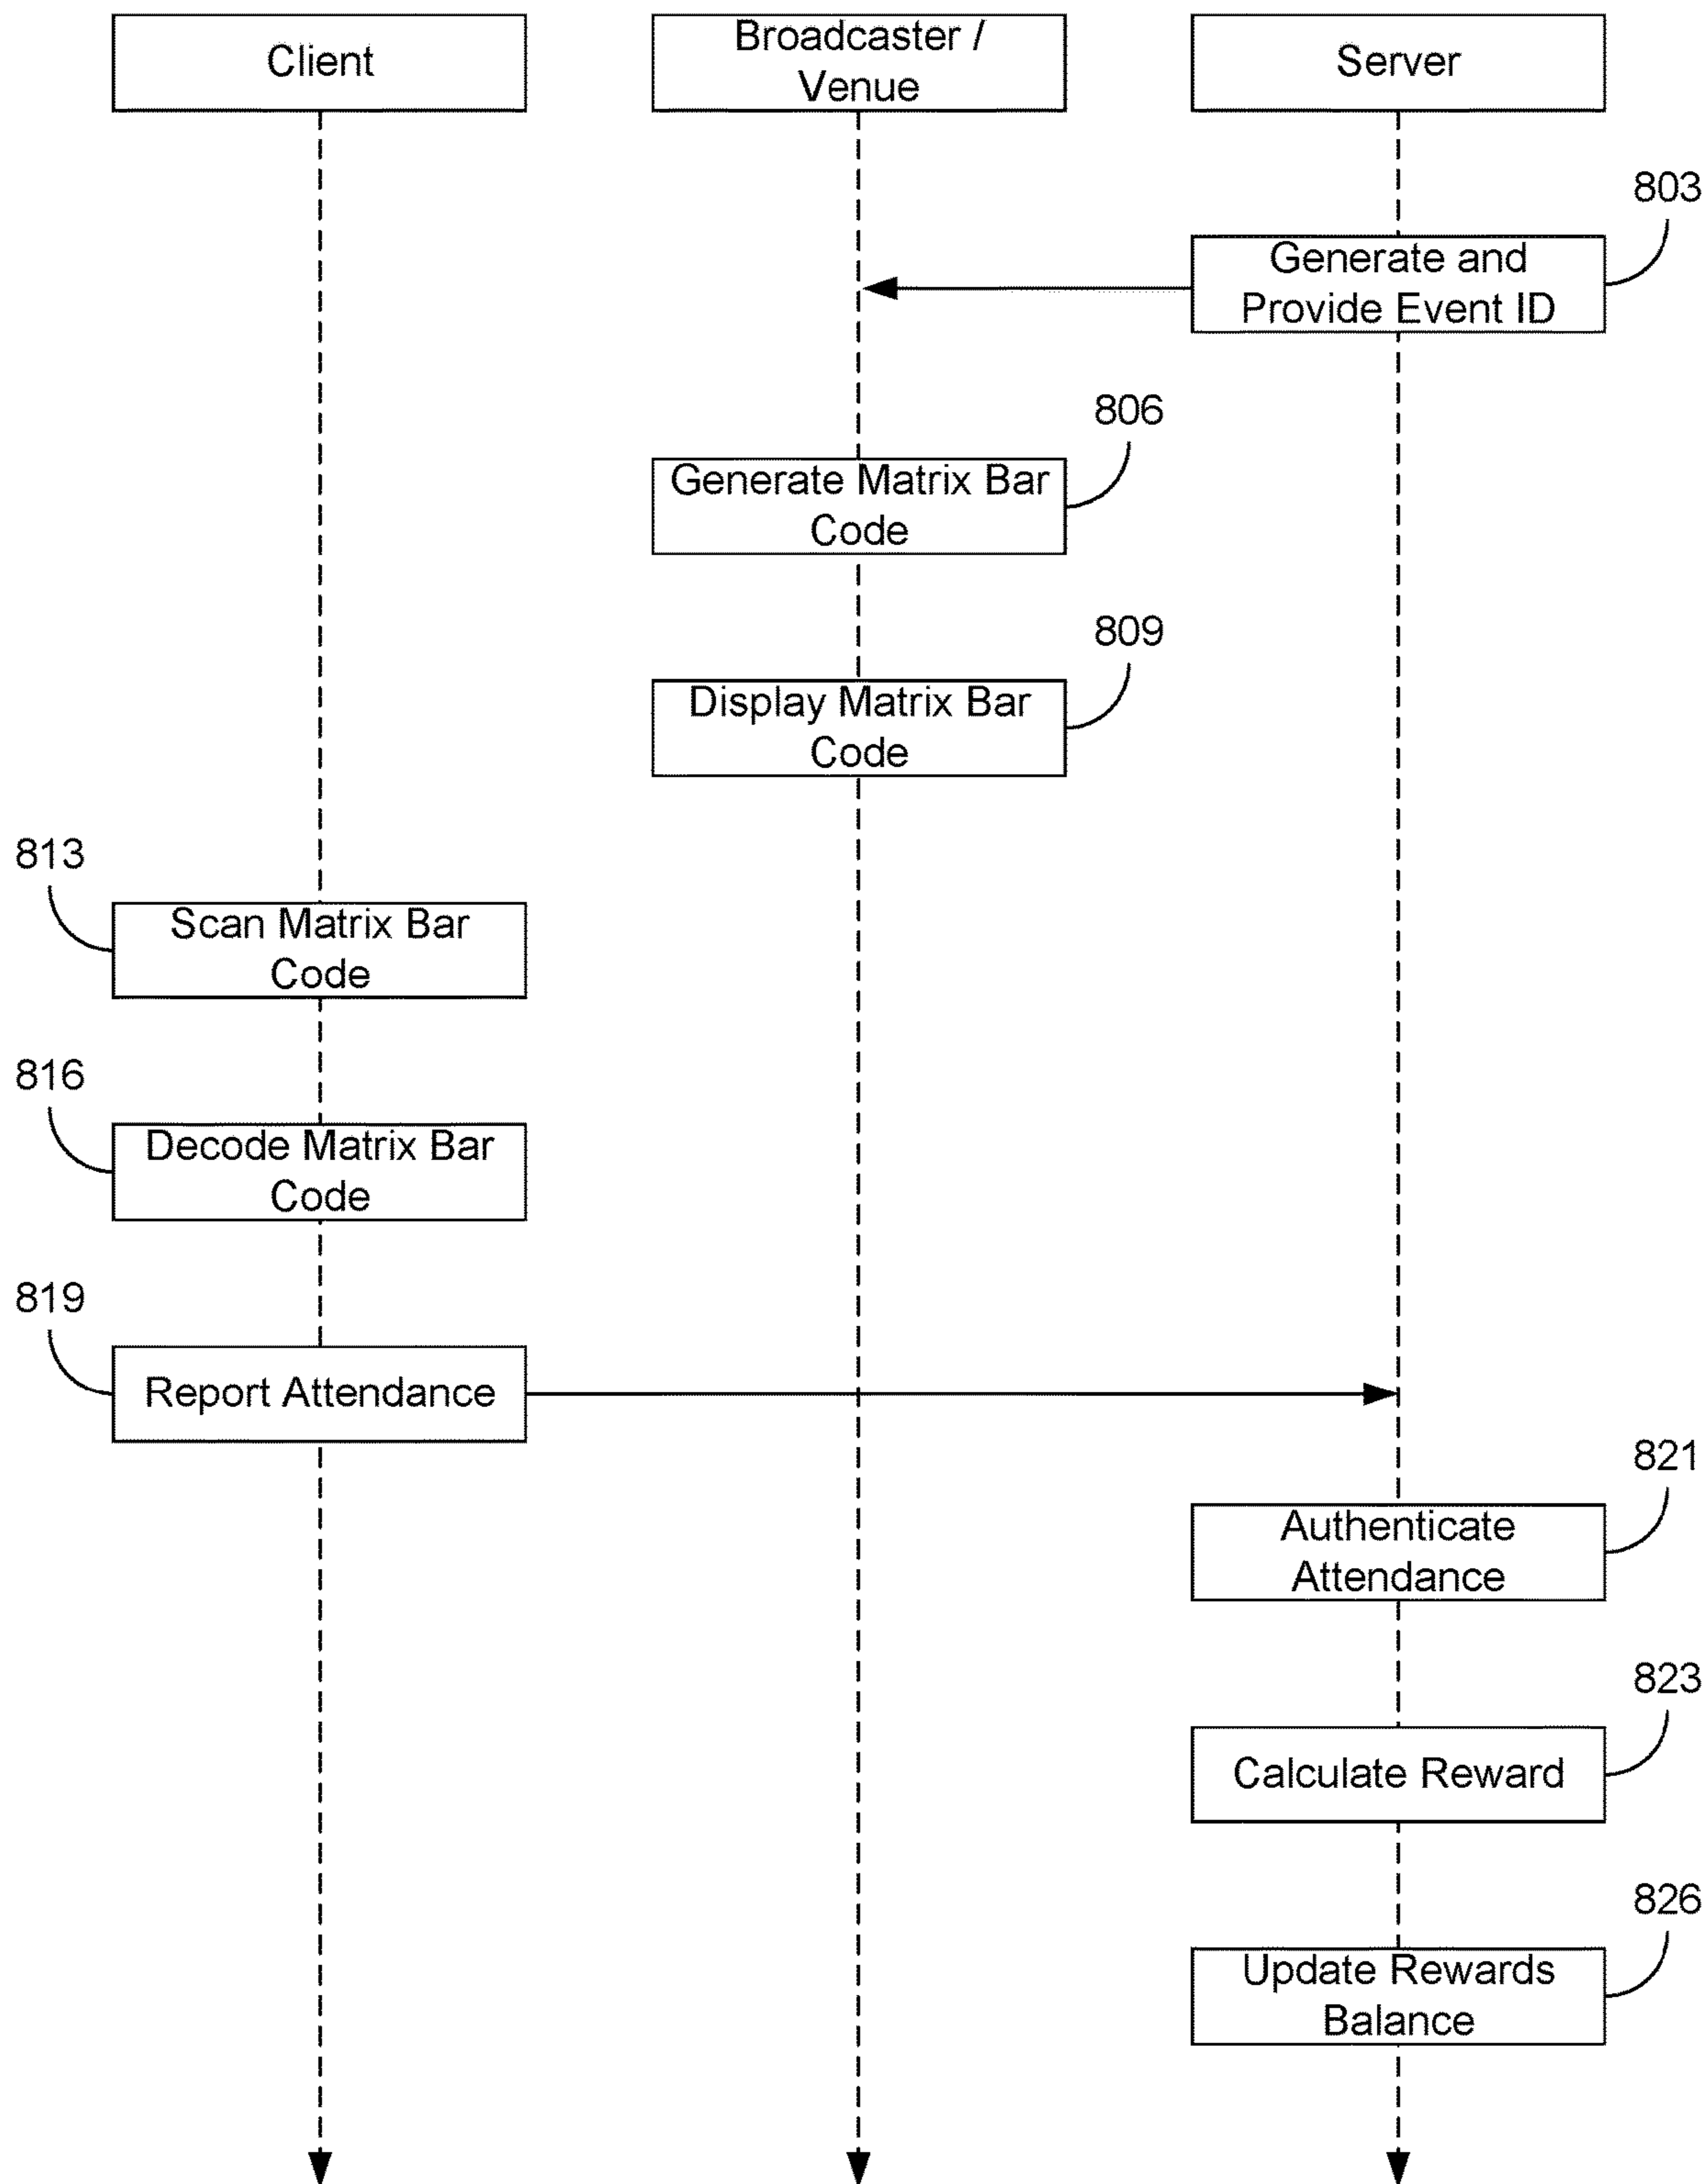 Client
Broadcaster /
Venue
Server
803
Generate and
Provide Event ID
806
Generate Matrix Bar
Code
809
Display Matrix Bar
Code
813
Scan Matrix Bar
Code
816
Decode Matrix Bar
Code
819
Report Attendance
821
Authenticate
Attendance
823
Calculate Reward
826
Update Rewards
Balance